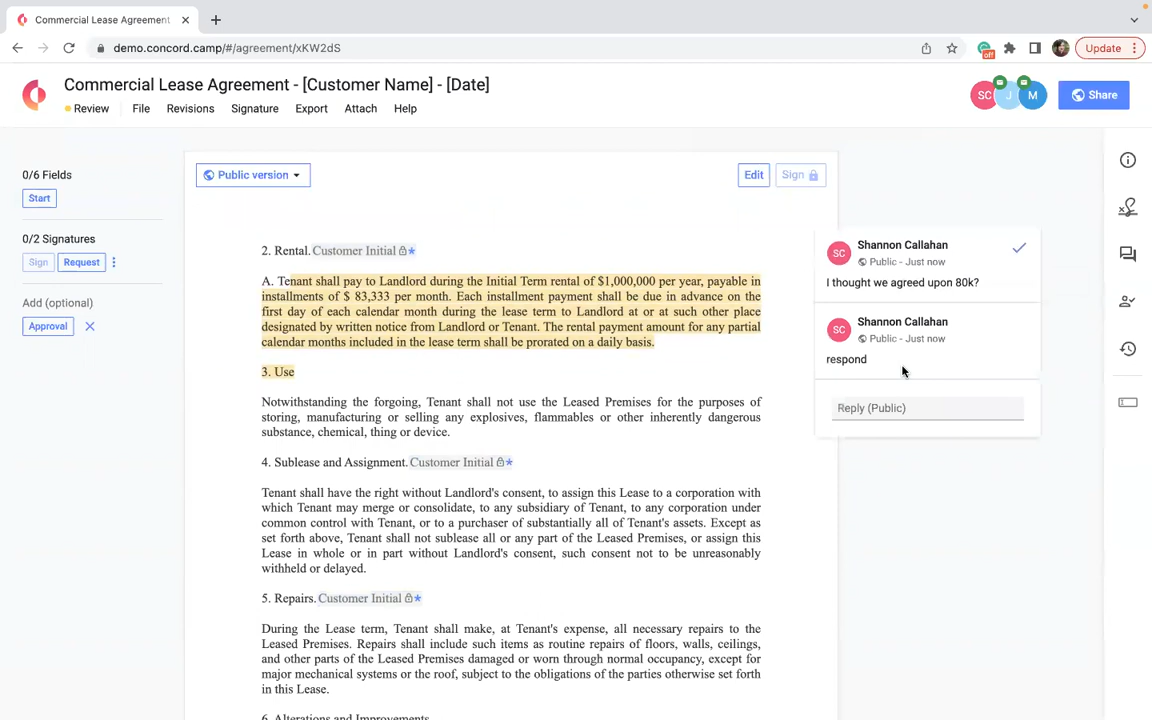 Commercial Lease Agreement
demo.concord.camp/#/agreement/xKW2dS
off
Update
Commercial Lease Agreement - [Customer Name] - [Date]
Review
File
Revisions
Signature
Export
Attach
Help
SC
J
M
Share
0/6 Fields
Start
0/2 Signatures
Sign
Request
Add (optional)
Approval
Public version
Edit
Sign
2. Rental. Customer Initial *
A. Tenant shall pay to Landlord during the Initial Term rental of $1,000,000 per year, payable in
installments of $ 83,333 per month. Each installment payment shall be due in advance on the
first day of each calendar month during the lease term to Landlord at or at such other place
designated by written notice from Landlord or Tenant. The rental payment amount for any partial
calendar months included in the lease term shall be prorated on a daily basis.
3. Use
Notwithstanding the forgoing, Tenant shall not use the Leased Premises for the purposes of
storing, manufacturing or selling any explosives, flammables or other inherently dangerous
substance, chemical, thing or device.
4. Sublease and Assignment. Customer Initial *
Tenant shall have the right without Landlord's consent, to assign this Lease to a corporation with
which Tenant may merge or consolidate, to any subsidiary of Tenant, to any corporation under
common control with Tenant, or to a purchaser of substantially all of Tenant's assets. Except as
set forth above, Tenant shall not sublease all or any part of the Leased Premises, or assign this
Lease in whole or in part without Landlord's consent, such consent not to be unreasonably
withheld or delayed.
5. Repairs. Customer Initial *
During the Lease term, Tenant shall make, at Tenant's expense, all necessary repairs to the
Leased Premises. Repairs shall include such items as routine repairs of floors, walls, ceilings,
and other parts of the Leased Premises damaged or worn through normal occupancy, except for
major mechanical systems or the roof, subject to the obligations of the parties otherwise set forth
in this Lease.
6. Alterations and Improvements.
SC
Shannon Callahan
Public - Just now
I thought we agreed upon 80k?
SC
Shannon Callahan
Public - Just now
respond
Reply (Public)